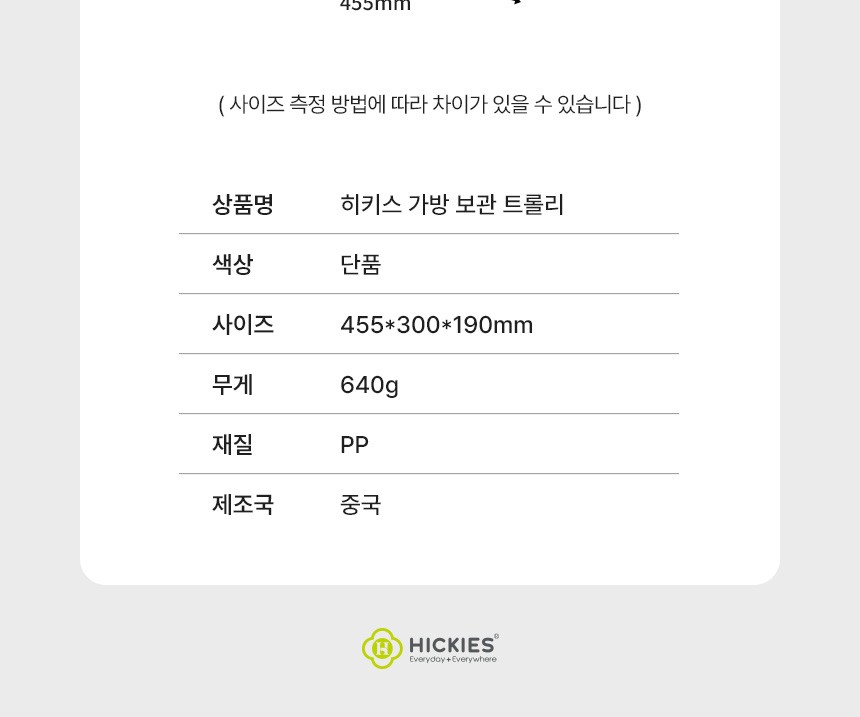 455mm
( 사이즈 측정 방법에 따라 차이가 있을 수 있습니다 )
상품명 히키스 가방 보관 트롤리
색상 단품
사이즈 455*300*190mm
무게 640g
재질 PP
제조국 중국
H HICKIES®
Everyday+Everywhere